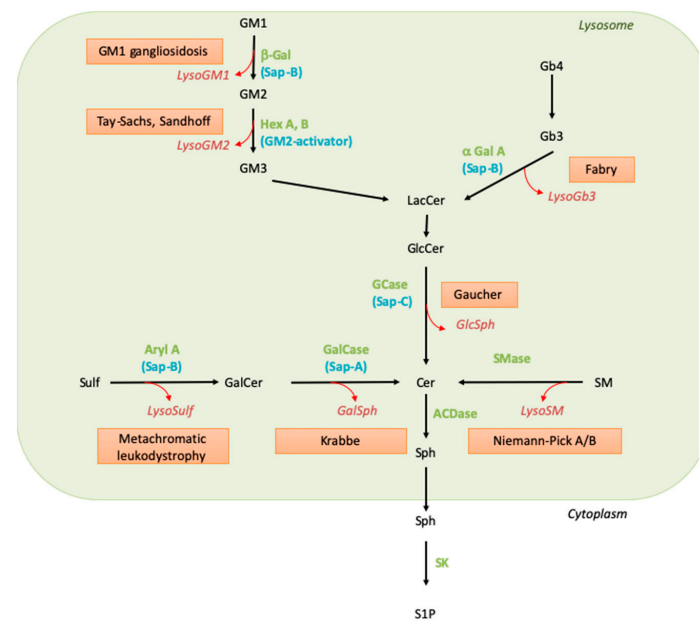 GM1
Lysosome
GM1 gangliosidosis
β-Gal
(Sap-B)
LysoGM1
Gb4
GM2
Tay-Sachs, Sandhoff
Hex A, B
(GM2-activator)
LysoGM2
Gb3
GM3
α Gal A
(Sap-B)
Fabry
LysoGb3
LacCer
GlcCer
GCase
(Sap-C)
Gaucher
GlcSph
Aryl A
(Sap-B)
GalCase
(Sap-A)
SMase
Sulf
GalCer
Cer
SM
LysoSulf
GalSph
ACDase
LysoSM
Metachromatic
leukodystrophy
Krabbe
Niemann-Pick A/B
Sph
Cytoplasm
Sph
SK
S1P